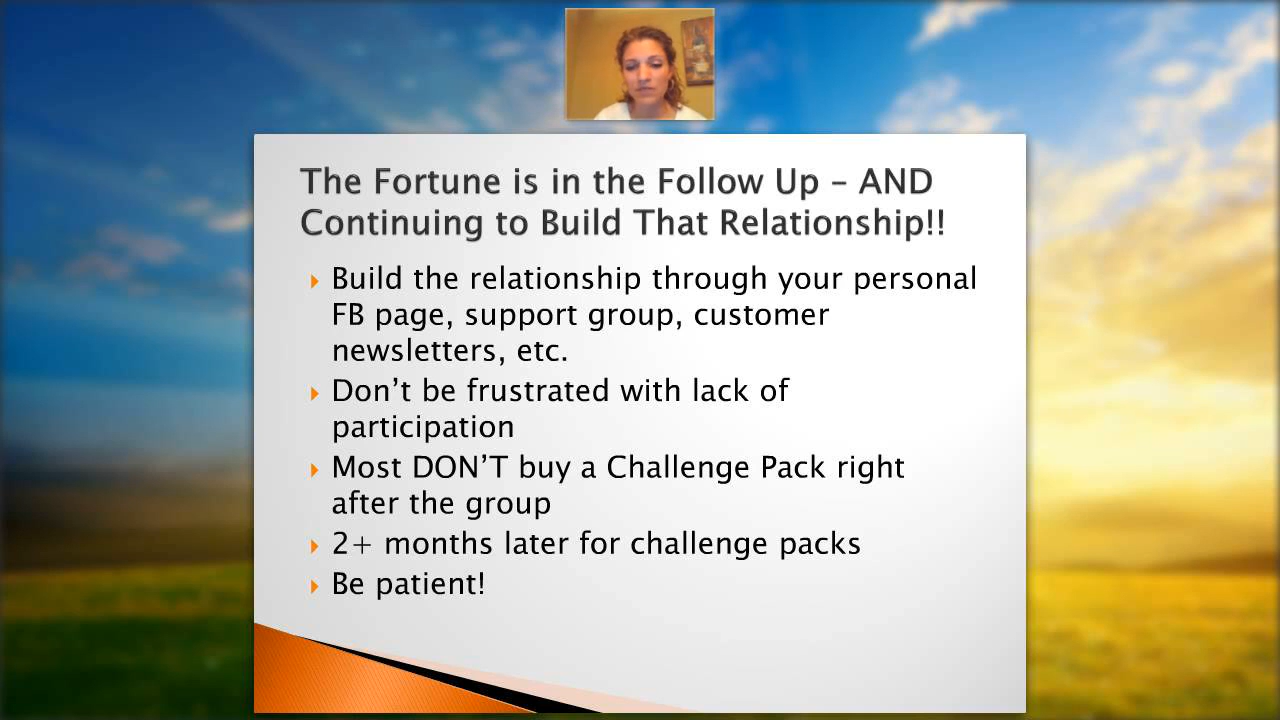 The Fortune is in the Follow Up – AND
Continuing to Build That Relationship!!
Build the relationship through your personal
FB page, support group, customer
newsletters, etc.
Don't be frustrated with lack of
participation
Most DON'T buy a Challenge Pack right
after the group
2+ months later for challenge packs
Be patient!